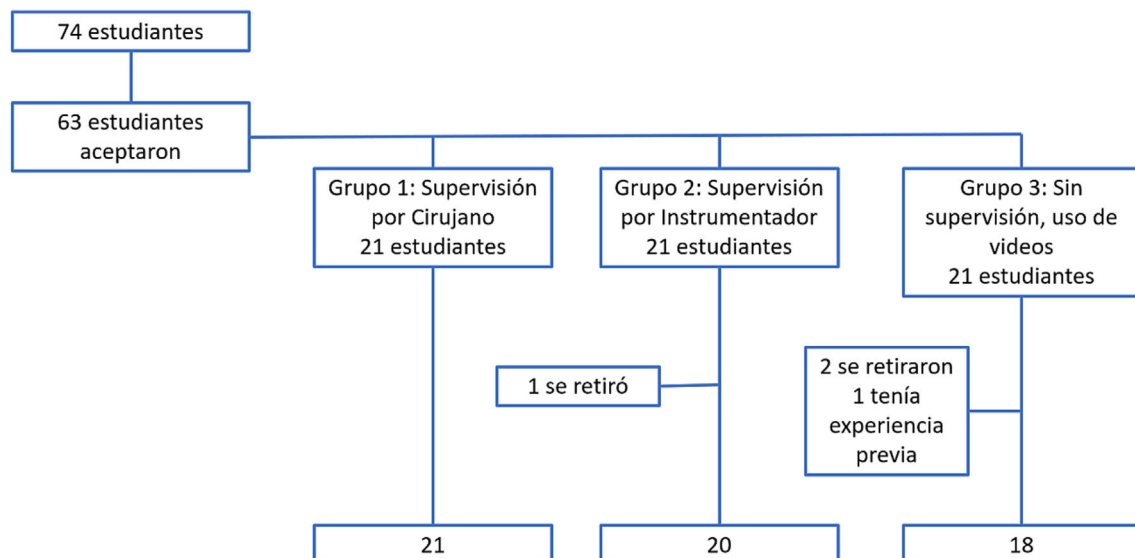 74 estudiantes
63 estudiantes
aceptaron
Grupo 1: Supervisión
por Cirujano
21 estudiantes
Grupo 2: Supervisión
por Instrumentador
21 estudiantes
Grupo 3: Sin
supervisión, uso de
videos
21 estudiantes
1 se retiró
2 se retiraron
1 tenía
experiencia
previa
21
20
18